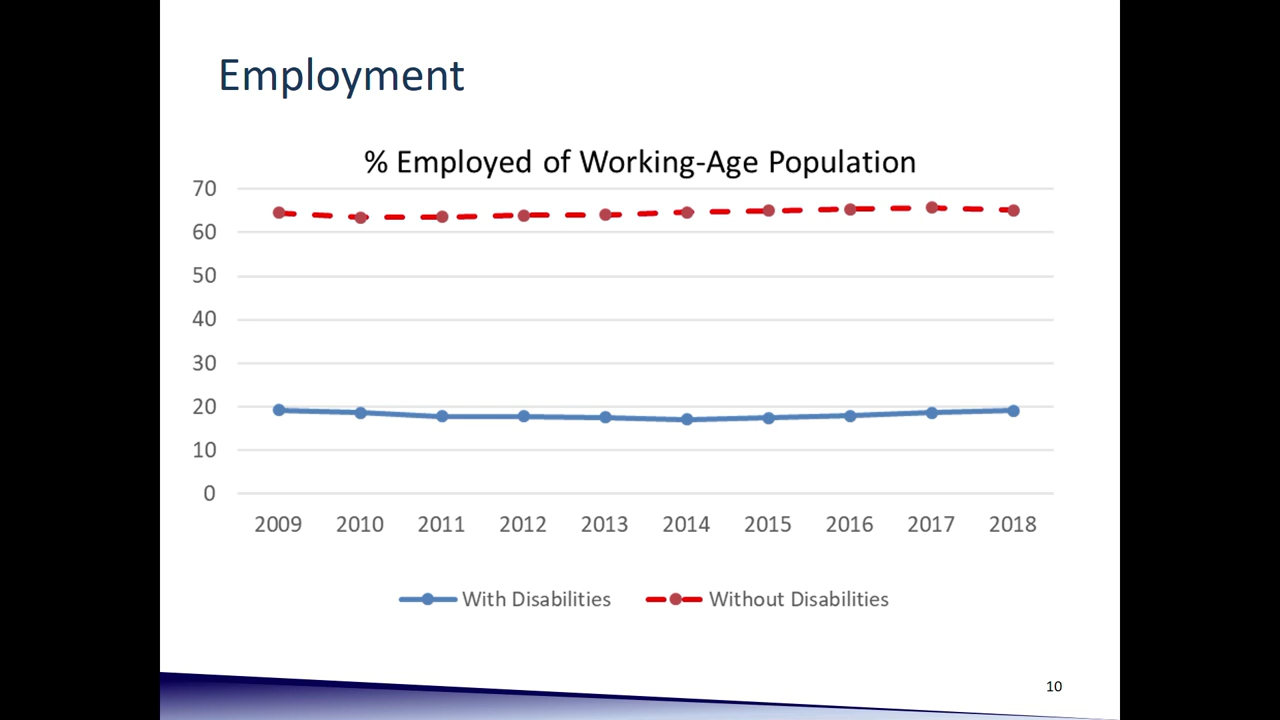 Employment
% Employed of Working-Age Population
70
60
50
40
30
20
10
0
2009 2010 2011 2012 2013 2014 2015 2016 2017 2018
With Disabilities Without Disabilities
10